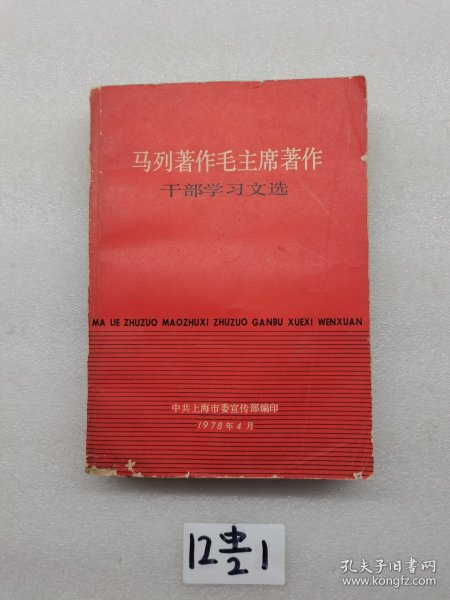 马列著作毛主席著作
干部学习文选
MA LIE ZHUZUO MAOZHUXI ZHUZUO GANBU XUEXI WENXUAN
中共上海市委宣传部编印
1978年4月
12 中/2 1
孔夫子旧书网
www.kongfz.com